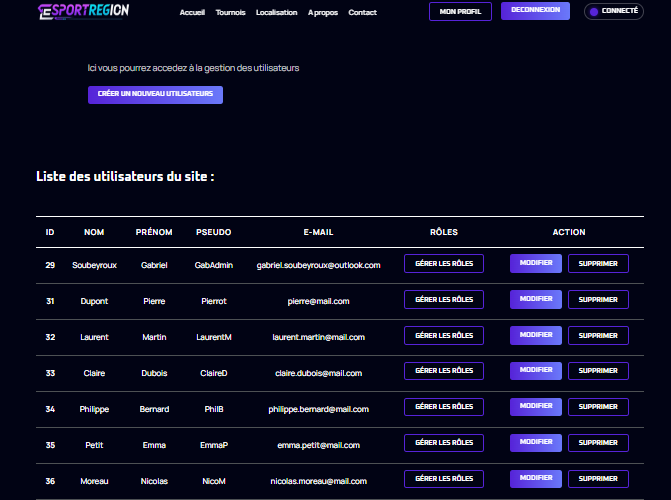 ESPORTREGION
Accueil Tournois Localisation A propos Contact MON PROFIL DECONNEXION CONNECTÉ
Ici vous pourrez accedez à la gestion des utilisateurs
CRÉER UN NOUVEAU UTILISATEURS
Liste des utilisateurs du site :
ID NOM PRÉNOM PSEUDO E-MAIL RÔLES ACTION
29 Soubeyroux Gabriel GabAdmin gabriel.soubeyroux@outlook.com GÉRER LES RÔLES MODIFIER SUPPRIMER
31 Dupont Pierre Pierrot pierre@mail.com GÉRER LES RÔLES MODIFIER SUPPRIMER
32 Laurent Martin LaurentM laurent.martin@mail.com GÉRER LES RÔLES MODIFIER SUPPRIMER
33 Claire Dubois ClaireD claire.dubois@mail.com GÉRER LES RÔLES MODIFIER SUPPRIMER
34 Philippe Bernard PhilB philippe.bernard@mail.com GÉRER LES RÔLES MODIFIER SUPPRIMER
35 Petit Emma EmmaP emma.petit@mail.com GÉRER LES RÔLES MODIFIER SUPPRIMER
36 Moreau Nicolas NicoM nicolas.moreau@mail.com GÉRER LES RÔLES MODIFIER SUPPRIMER